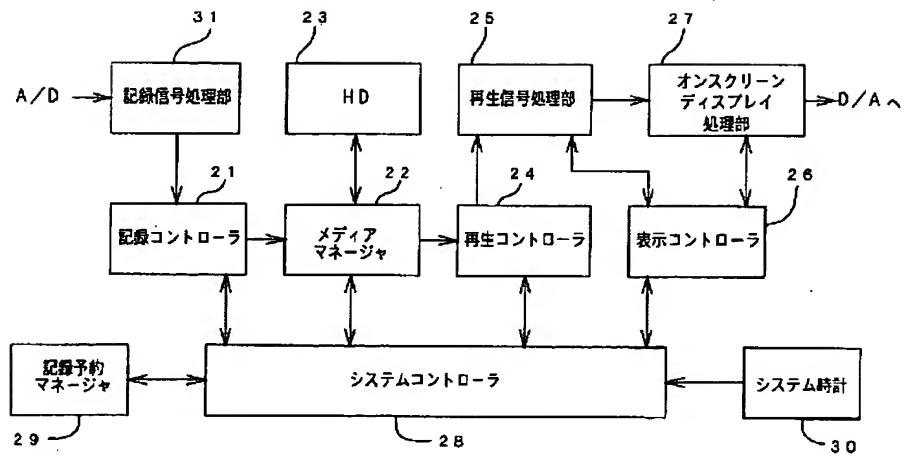 31
23
25
27
A/D
記録信号処理部
HD
再生信号処理部
オンスクリーン
ディスプレイ
処理部
D/Aへ
21
22
24
26
記録コントローラ
メディア
マネージャ
再生コントローラ
表示コントローラ
記録予約
マネージャ
システムコントローラ
システム時計
29
28
30